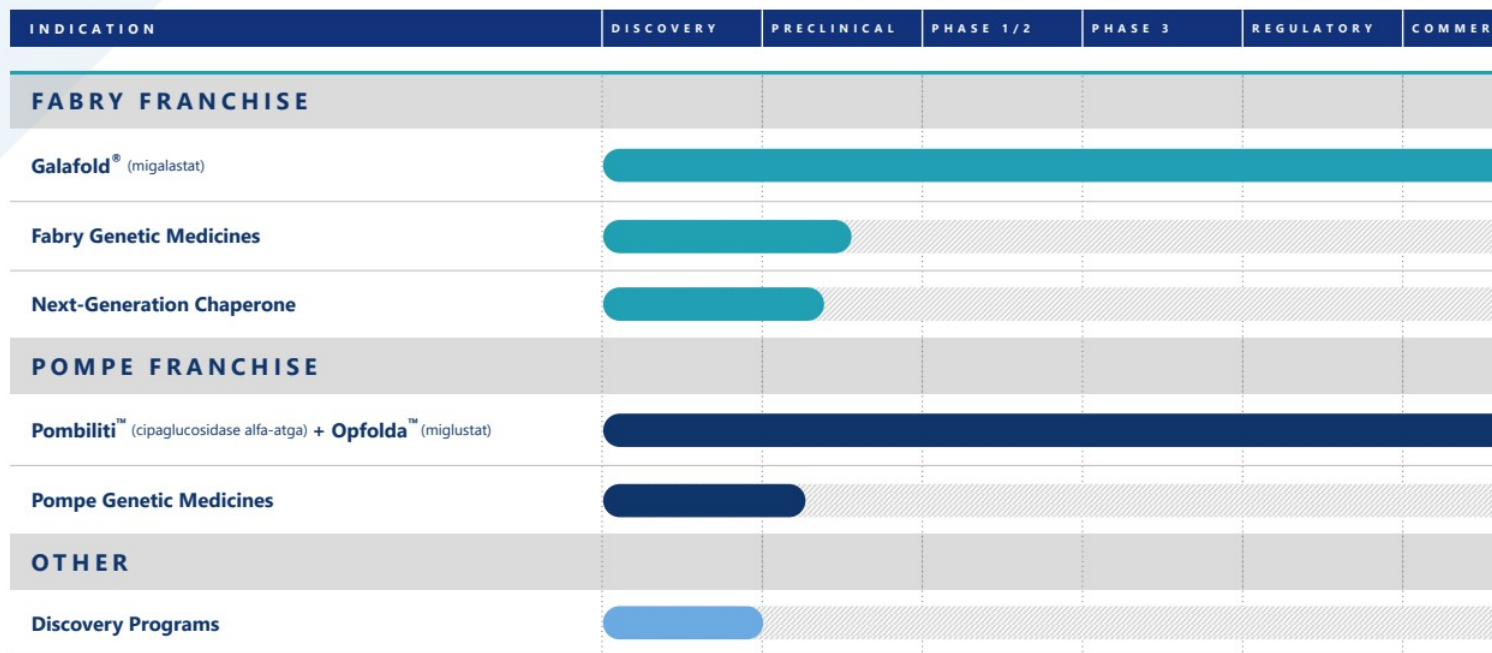 INDICATION DISCOVERY PRECLINICAL PHASE 1/2 PHASE 3 REGULATORY COMMER
FABRY FRANCHISE
Galafold® (migalastat)
Fabry Genetic Medicines
Next-Generation Chaperone
POMPE FRANCHISE
Pombiliti™ (cipaglucosidase alfa-atga) + Opfolda™ (miglustat)
Pompe Genetic Medicines
OTHER
Discovery Programs